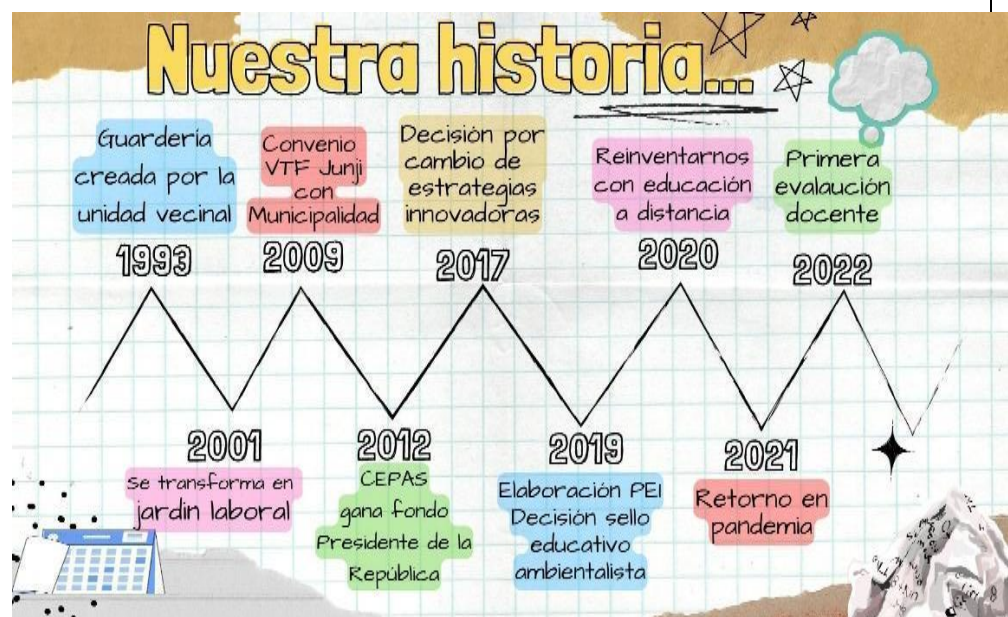 Nuestra historia...
Guardería
creada por la
unidad vecinal
1993
Convenio
VTF Junji
con
Municipalidad
2009
Decisión por
cambio de
estrategias
innovadoras
2017
Reinventarnos
con educación
a distancia
2020
Primera
evalaución
docente
2022
2001
Se transforma en
jardin laboral
2012
CEPAS
gana fondo
Presidente de la
República
2019
Elaboración PEI
Decisión sello
educativo
ambientalista
2021
Retorno en
pandemia